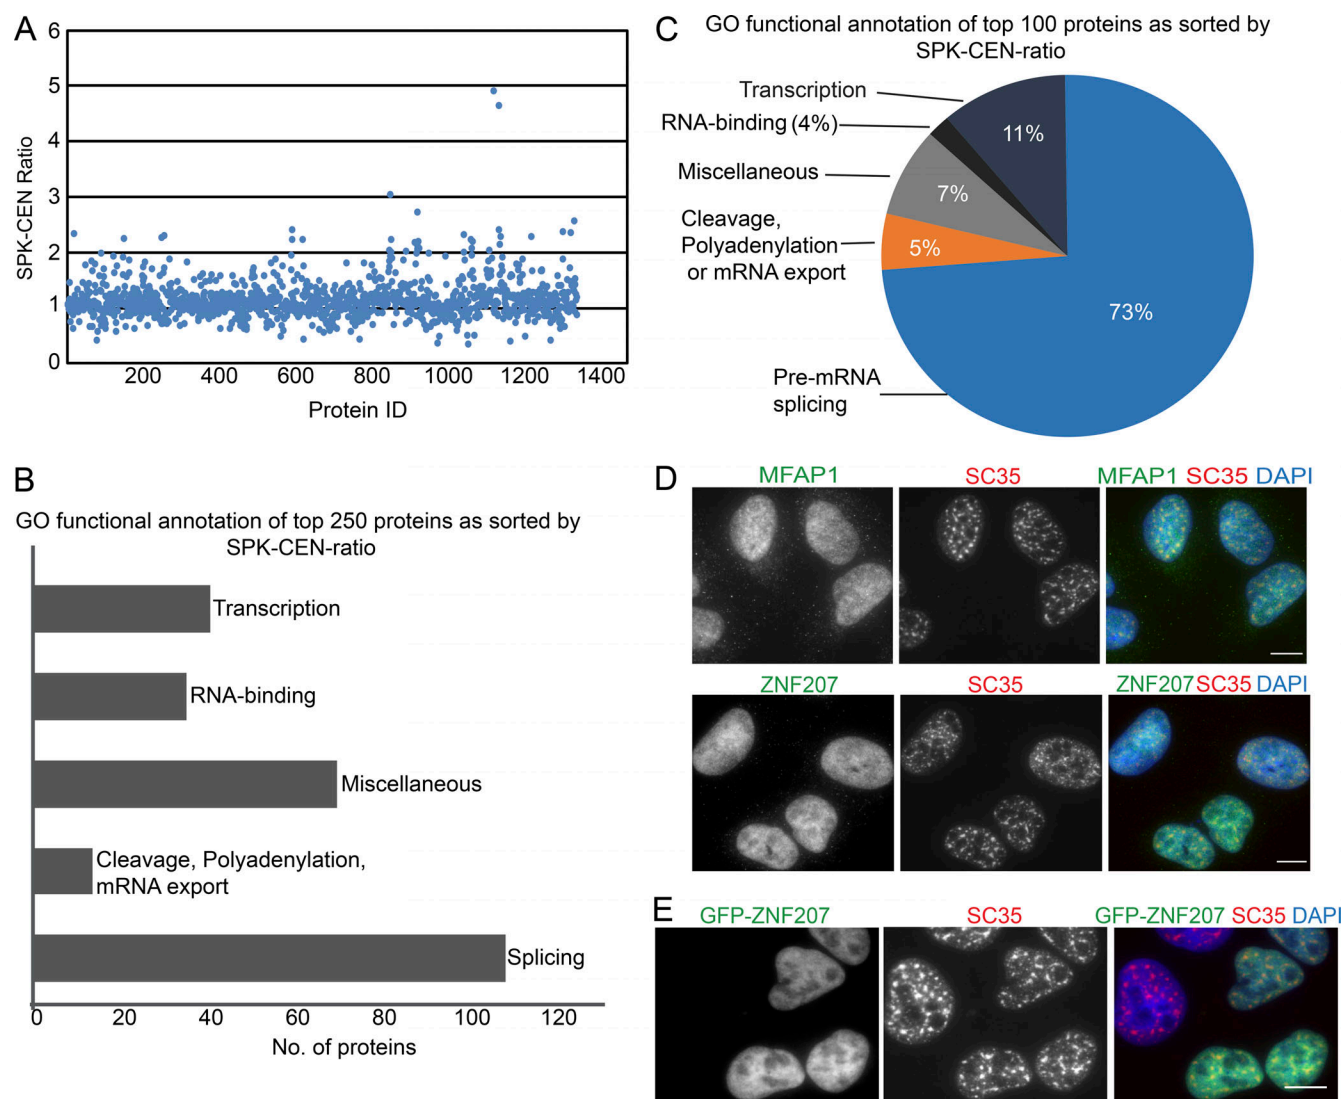 A
6
5
4
3
2
1
0
SPK-CEN Ratio
200 400 600 800 1000 1200 1400
Protein ID
B
GO functional annotation of top 250 proteins as sorted by
SPK-CEN-ratio
Transcription
RNA-binding
Miscellaneous
Cleavage, Polyadenylation,
mRNA export
Splicing
0 20 40 60 80 100 120
No. of proteins
C
GO functional annotation of top 100 proteins as sorted by
SPK-CEN-ratio
Transcription
11%
RNA-binding (4%)
Miscellaneous
7%
Cleavage,
Polyadenylation
or mRNA export
5%
73%
Pre-mRNA
splicing
D
MFAP1 SC35 MFAP1 SC35 DAPI
ZNF207 SC35 ZNF207 SC35 DAPI
E
GFP-ZNF207 SC35 GFP-ZNF207 SC35 DAPI